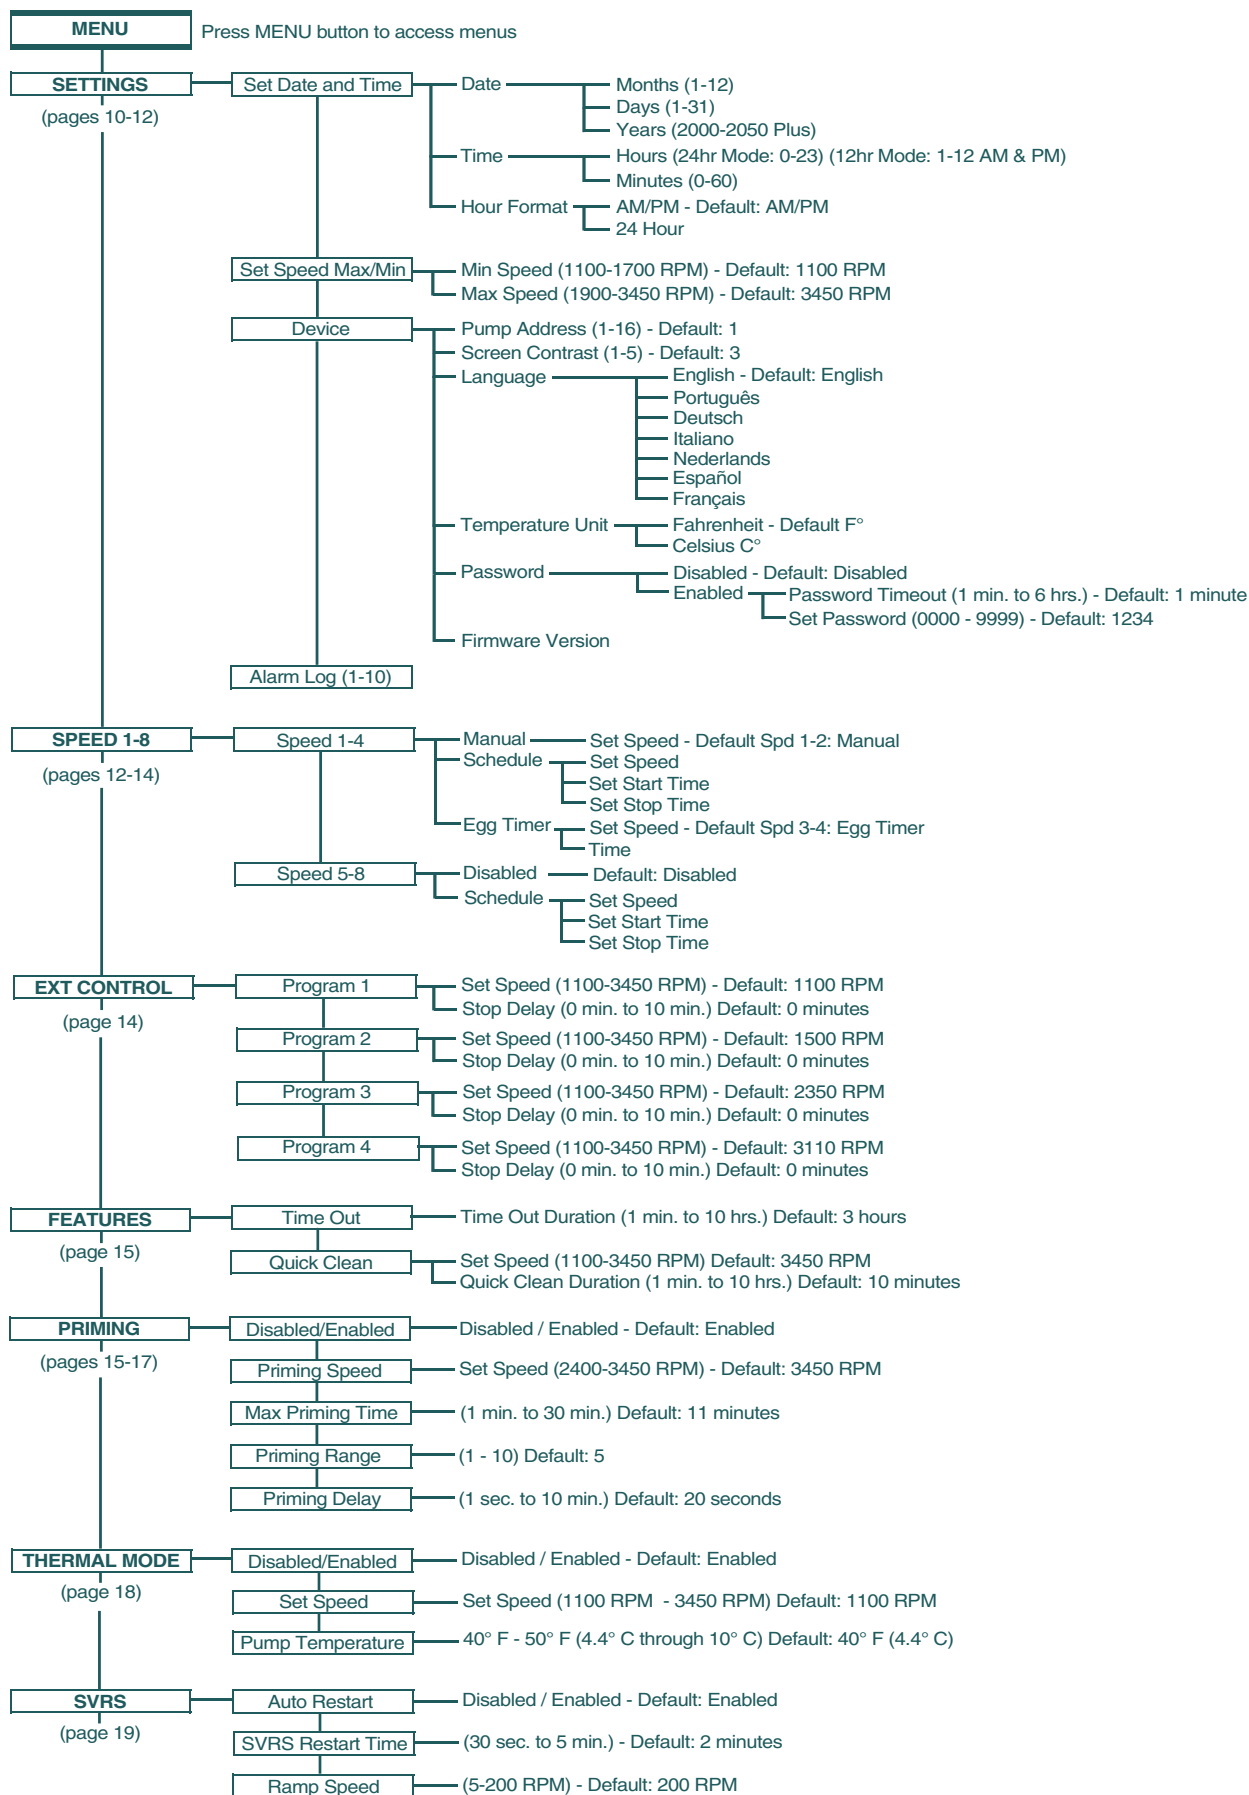 MENU
Press MENU button to access menus
SETTINGS
(pages 10-12)
Set Date and Time
Date
Months (1-12)
Days (1-31)
Years (2000-2050 Plus)
Time
Hours (24hr Mode: 0-23) (12hr Mode: 1-12 AM & PM)
Minutes (0-60)
Hour Format
AM/PM - Default: AM/PM
24 Hour
Set Speed Max/Min
Min Speed (1100-1700 RPM) - Default: 1100 RPM
Max Speed (1900-3450 RPM) - Default: 3450 RPM
Device
Pump Address (1-16) - Default: 1
Screen Contrast (1-5) - Default: 3
Language
English - Default: English
Português
Deutsch
Italiano
Nederlands
Español
Français
Temperature Unit
Fahrenheit - Default F°
Celsius C°
Password
Disabled - Default: Disabled
Enabled
Password Timeout (1 min. to 6 hrs.) - Default: 1 minute
Set Password (0000 - 9999) - Default: 1234
Firmware Version
Alarm Log (1-10)
SPEED 1-8
(pages 12-14)
Speed 1-4
Manual
Set Speed - Default Spd 1-2: Manual
Schedule
Set Speed
Set Start Time
Set Stop Time
Egg Timer
Set Speed - Default Spd 3-4: Egg Timer
Time
Speed 5-8
Disabled
Default: Disabled
Schedule
Set Speed
Set Start Time
Set Stop Time
EXT CONTROL
(page 14)
Program 1
Set Speed (1100-3450 RPM) - Default: 1100 RPM
Stop Delay (0 min. to 10 min.) Default: 0 minutes
Program 2
Set Speed (1100-3450 RPM) - Default: 1500 RPM
Stop Delay (0 min. to 10 min.) Default: 0 minutes
Program 3
Set Speed (1100-3450 RPM) - Default: 2350 RPM
Stop Delay (0 min. to 10 min.) Default: 0 minutes
Program 4
Set Speed (1100-3450 RPM) - Default: 3110 RPM
Stop Delay (0 min. to 10 min.) Default: 0 minutes
FEATURES
(page 15)
Time Out
Time Out Duration (1 min. to 10 hrs.) Default: 3 hours
Quick Clean
Set Speed (1100-3450 RPM) Default: 3450 RPM
Quick Clean Duration (1 min. to 10 hrs.) Default: 10 minutes
PRIMING
(pages 15-17)
Disabled/Enabled
Disabled / Enabled - Default: Enabled
Priming Speed
Set Speed (2400-3450 RPM) - Default: 3450 RPM
Max Priming Time
(1 min. to 30 min.) Default: 11 minutes
Priming Range
(1 - 10) Default: 5
Priming Delay
(1 sec. to 10 min.) Default: 20 seconds
THERMAL MODE
(page 18)
Disabled/Enabled
Disabled / Enabled - Default: Enabled
Set Speed
Set Speed (1100 RPM - 3450 RPM) Default: 1100 RPM
Pump Temperature
40° F - 50° F (4.4° C through 10° C) Default: 40° F (4.4° C)
SVRS
(page 19)
Auto Restart
Disabled / Enabled - Default: Enabled
SVRS Restart Time
(30 sec. to 5 min.) - Default: 2 minutes
Ramp Speed
(5-200 RPM) - Default: 200 RPM